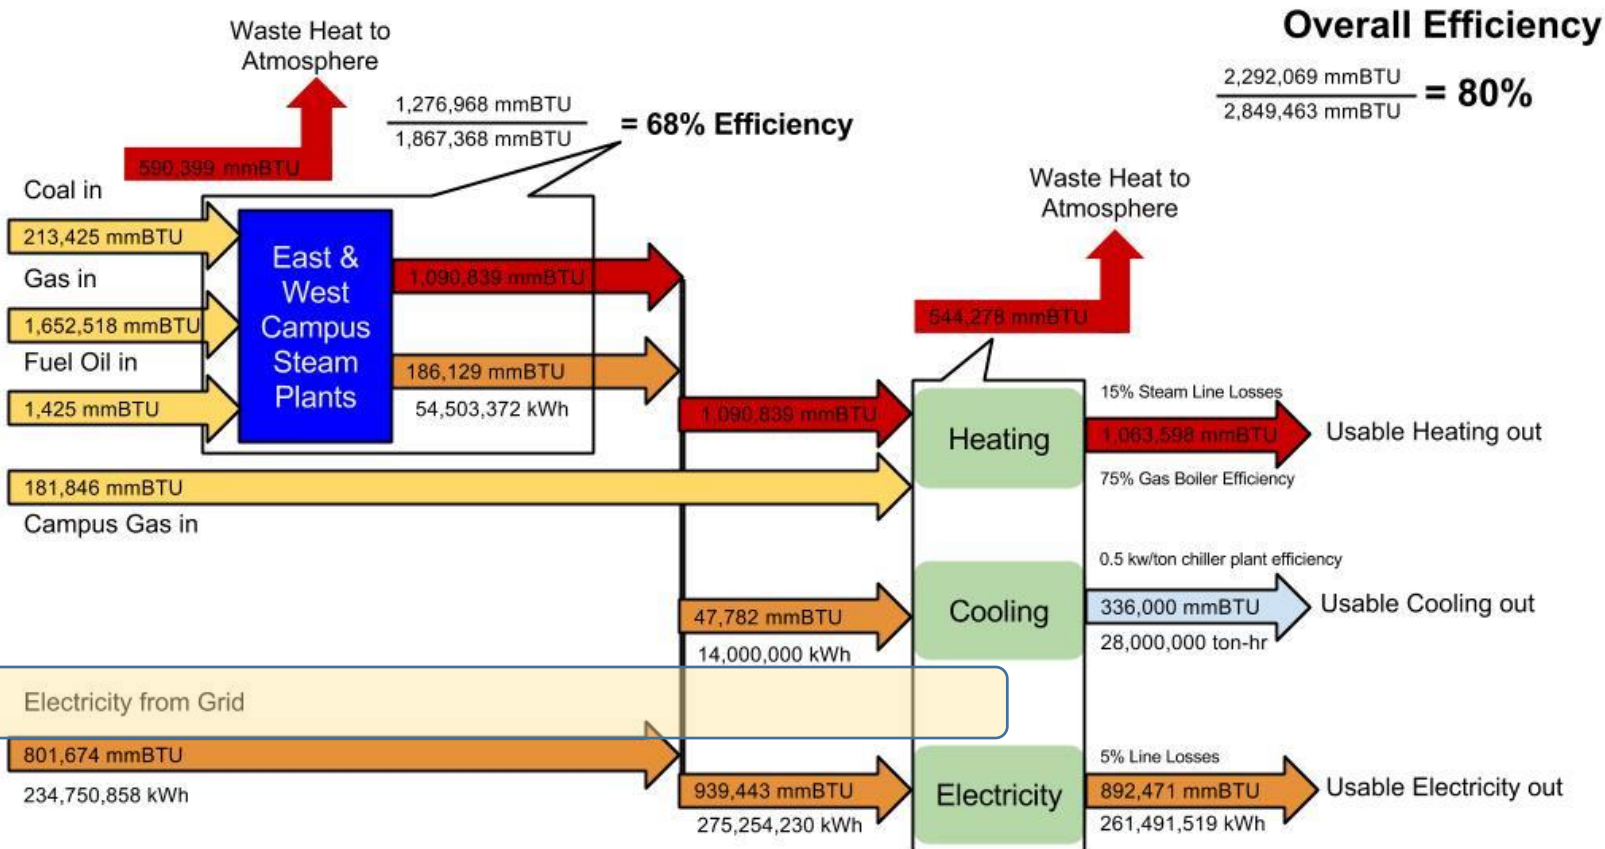 Overall Efficiency
2,292,069 mmBTU
2,849,463 mmBTU
= 80%
Waste Heat to
Atmosphere
590,399 mmBTU
1,276,968 mmBTU
1,867,368 mmBTU
= 68% Efficiency
Coal in
213,425 mmBTU
Gas in
1,652,518 mmBTU
Fuel Oil in
1,425 mmBTU
East &
West
Campus
Steam
Plants
1,090,839 mmBTU
186,129 mmBTU
54,503,372 kWh
181,846 mmBTU
Campus Gas in
Waste Heat to
Atmosphere
544,278 mmBTU
1,090,839 mmBTU
Heating
15% Steam Line Losses
1,063,598 mmBTU
75% Gas Boiler Efficiency
Usable Heating out
47,782 mmBTU
14,000,000 kWh
Cooling
0.5 kw/ton chiller plant efficiency
336,000 mmBTU
28,000,000 ton-hr
Usable Cooling out
Electricity from Grid
801,674 mmBTU
234,750,858 kWh
939,443 mmBTU
275,254,230 kWh
Electricity
5% Line Losses
892,471 mmBTU
261,491,519 kWh
Usable Electricity out